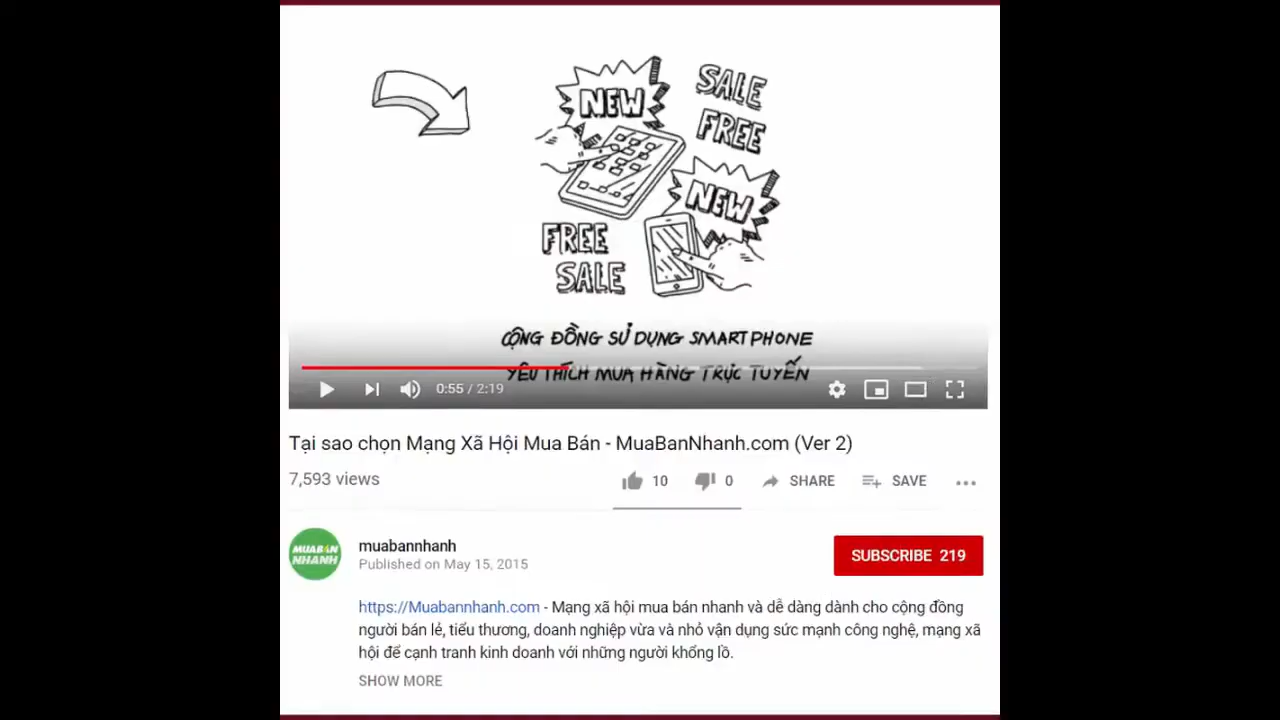 NEW
SALE
FREE
NEW
FREE
SALE
CỘNG ĐỒNG SỬ DỤNG SMARTPHONE
YÊU THÍCH MUA HÀNG TRỰC TUYẾN
0:55 / 2:19
Tại sao chọn Mạng Xã Hội Mua Bán - MuaBanNhanh.com (Ver 2)
7,593 views
10 0 SHARE SAVE
MUABÁN
NHANH
muabannhanh
Published on May 15, 2015
SUBSCRIBE 219
https://Muabannhanh.com - Mạng xã hội mua bán nhanh và dễ dàng dành cho cộng đồng
người bán lẻ, tiểu thương, doanh nghiệp vừa và nhỏ vận dụng sức mạnh công nghệ, mạng xã
hội để cạnh tranh kinh doanh với những người khổng lồ.
SHOW MORE